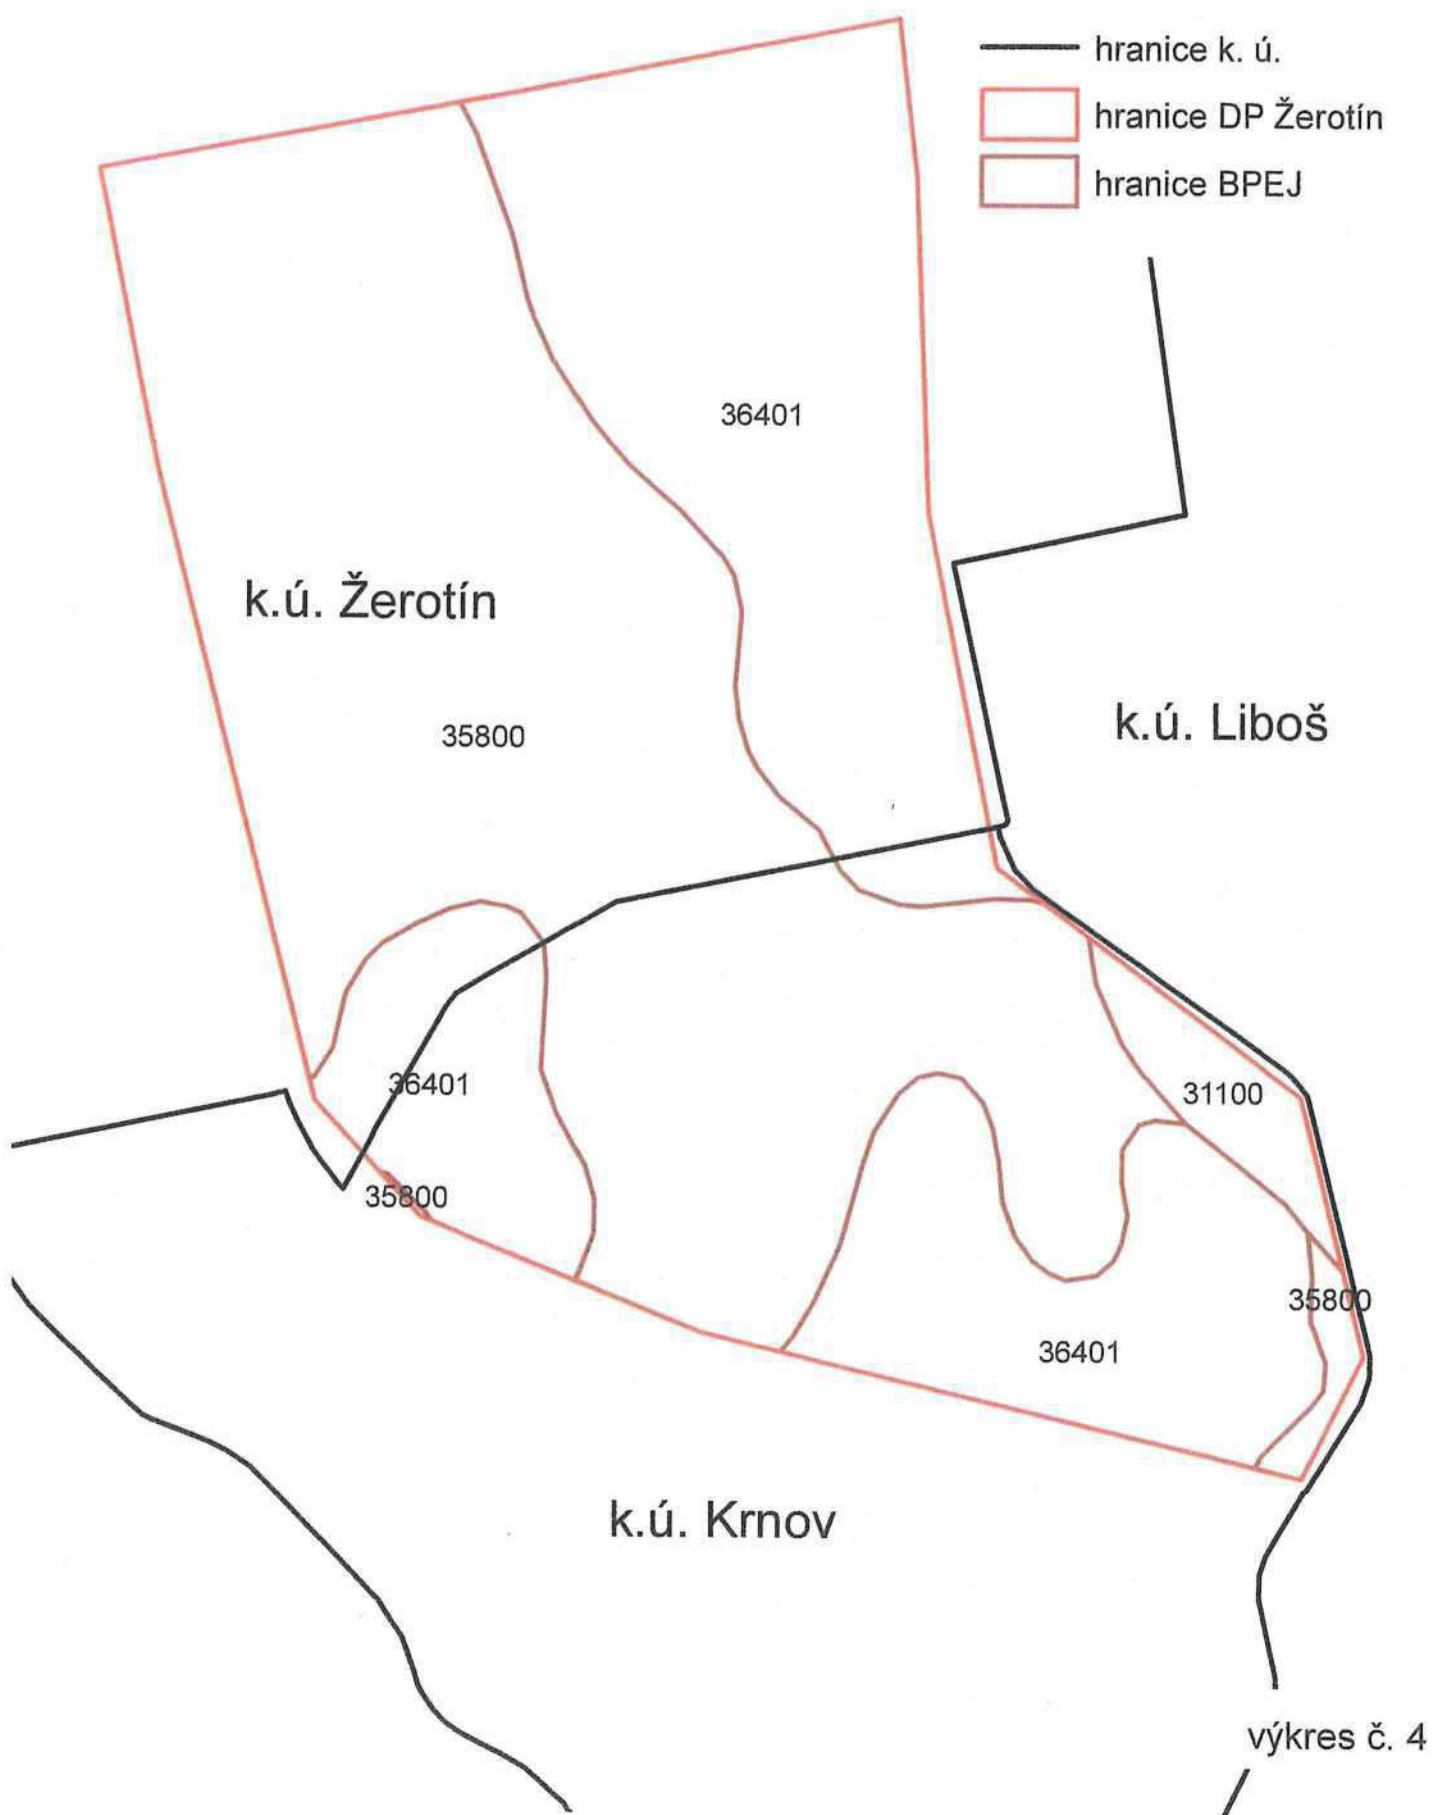 hranice k. ú.
hranice DP Žerotín
hranice BPEJ
36401
k.ú. Žerotín
35800
k.ú. Liboš
36401
31100
35800
35800
36401
k.ú. Krnov
výkres č. 4